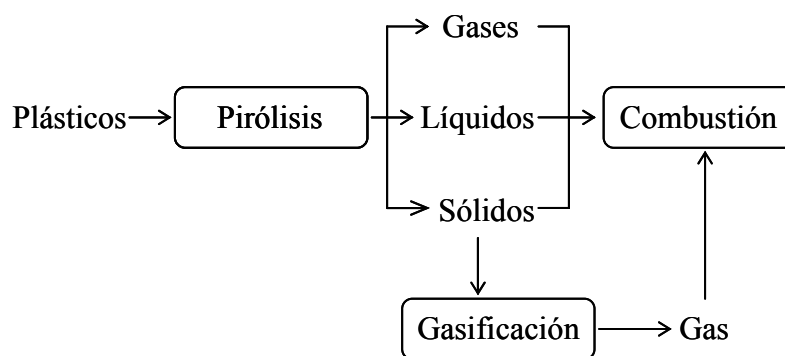 Gases
Plásticos
Pirólisis
Líquidos
Combustión
Sólidos
Gasificación
Gas